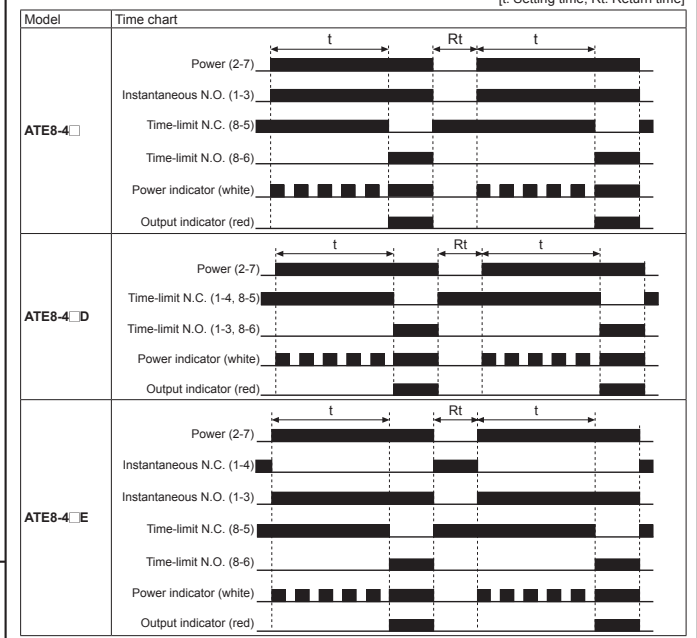 [t: Setting time, Rt: Return time]
Model Time chart
ATE8-4□
t Rt t
Power (2-7)
Instantaneous N.O. (1-3)
Time-limit N.C. (8-5)
Time-limit N.O. (8-6)
Power indicator (white)
Output indicator (red)
ATE8-4□D
t Rt t
Power (2-7)
Time-limit N.C. (1-4, 8-5)
Time-limit N.O. (1-3, 8-6)
Power indicator (white)
Output indicator (red)
ATE8-4□E
t Rt t
Power (2-7)
Instantaneous N.C. (1-4)
Instantaneous N.O. (1-3)
Time-limit N.C. (8-5)
Time-limit N.O. (8-6)
Power indicator (white)
Output indicator (red)